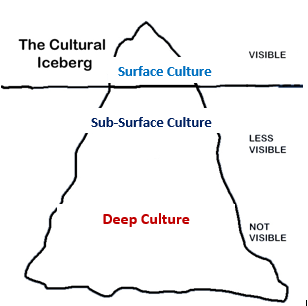 The Cultural
Iceberg
VISIBLE
Surface Culture
Sub-Surface Culture
LESS
VISIBLE
Deep Culture
NOT
VISIBLE